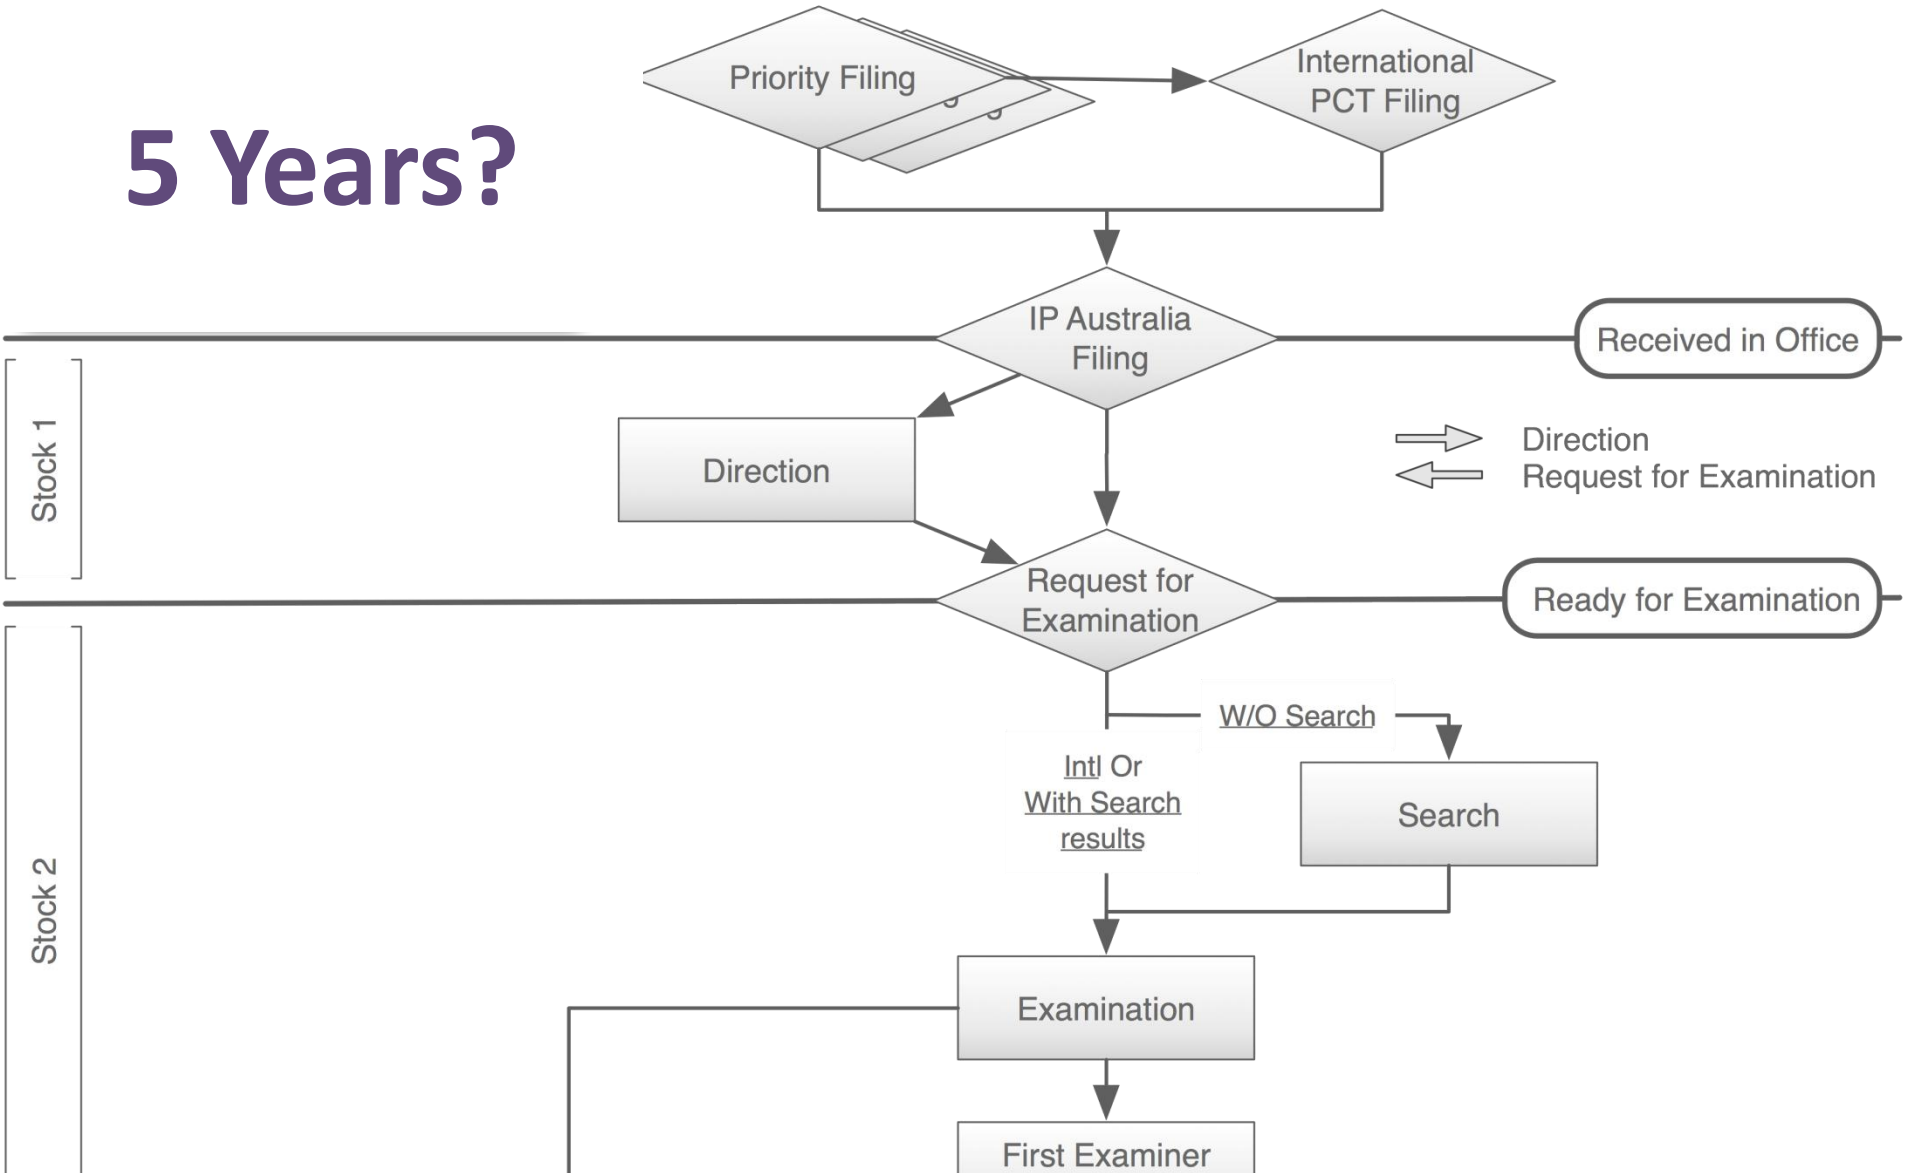 5 Years?
Priority Filing
g
g
International
PCT Filing
IP Australia
Filing
Received in Office
Stock 1
Direction
Direction
Request for Examination
Request for
Examination
Ready for Examination
W/O Search
Intl Or
With Search
results
Search
Stock 2
Examination
First Examiner